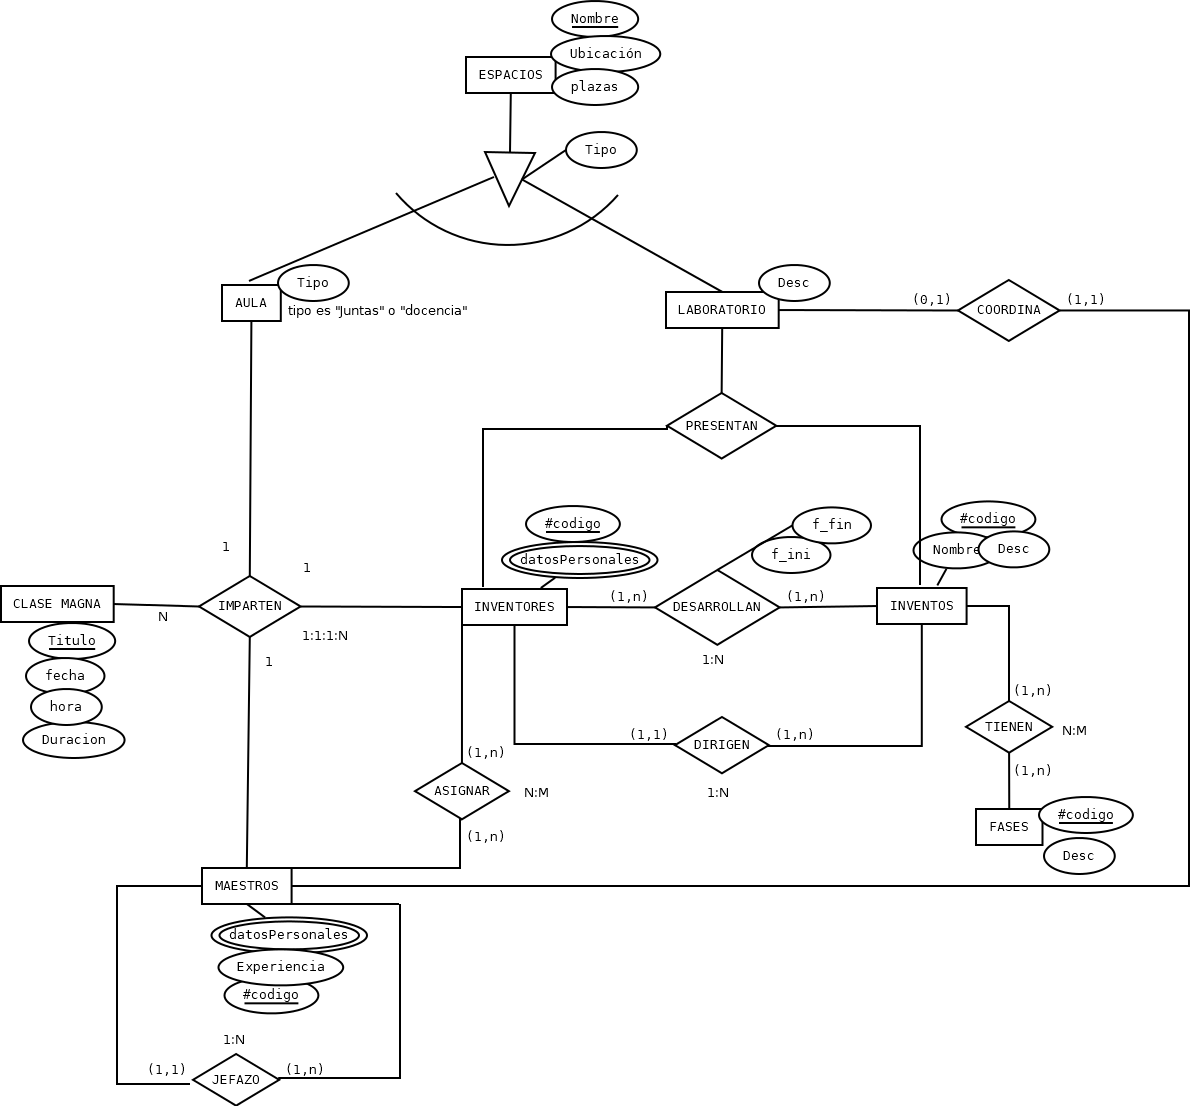 Nombre
Ubicación
ESPACIOS
plazas
Tipo
Tipo
AULA
tipo es "Juntas" o "docencia"
Desc
LABORATORIO
(0,1)
COORDINA
(1,1)
PRESENTAN
#codigo
datosPersonales
f_fin
f_ini
#codigo
Nombre
Desc
1
1
CLASE MAGNA
N
IMPARTEN
1:1:1:N
1
INVENTORES
(1,n)
DESARROLLAN
(1,n)
1:N
INVENTOS
Titulo
fecha
hora
Duracion
(1,n)
TIENEN
N:M
(1,n)
(1,1)
DIRIGEN
(1,n)
1:N
(1,n)
ASIGNAR
N:M
(1,n)
FASES
#codigo
Desc
MAESTROS
datosPersonales
Experiencia
#codigo
1:N
(1,1)
JEFAZO
(1,n)